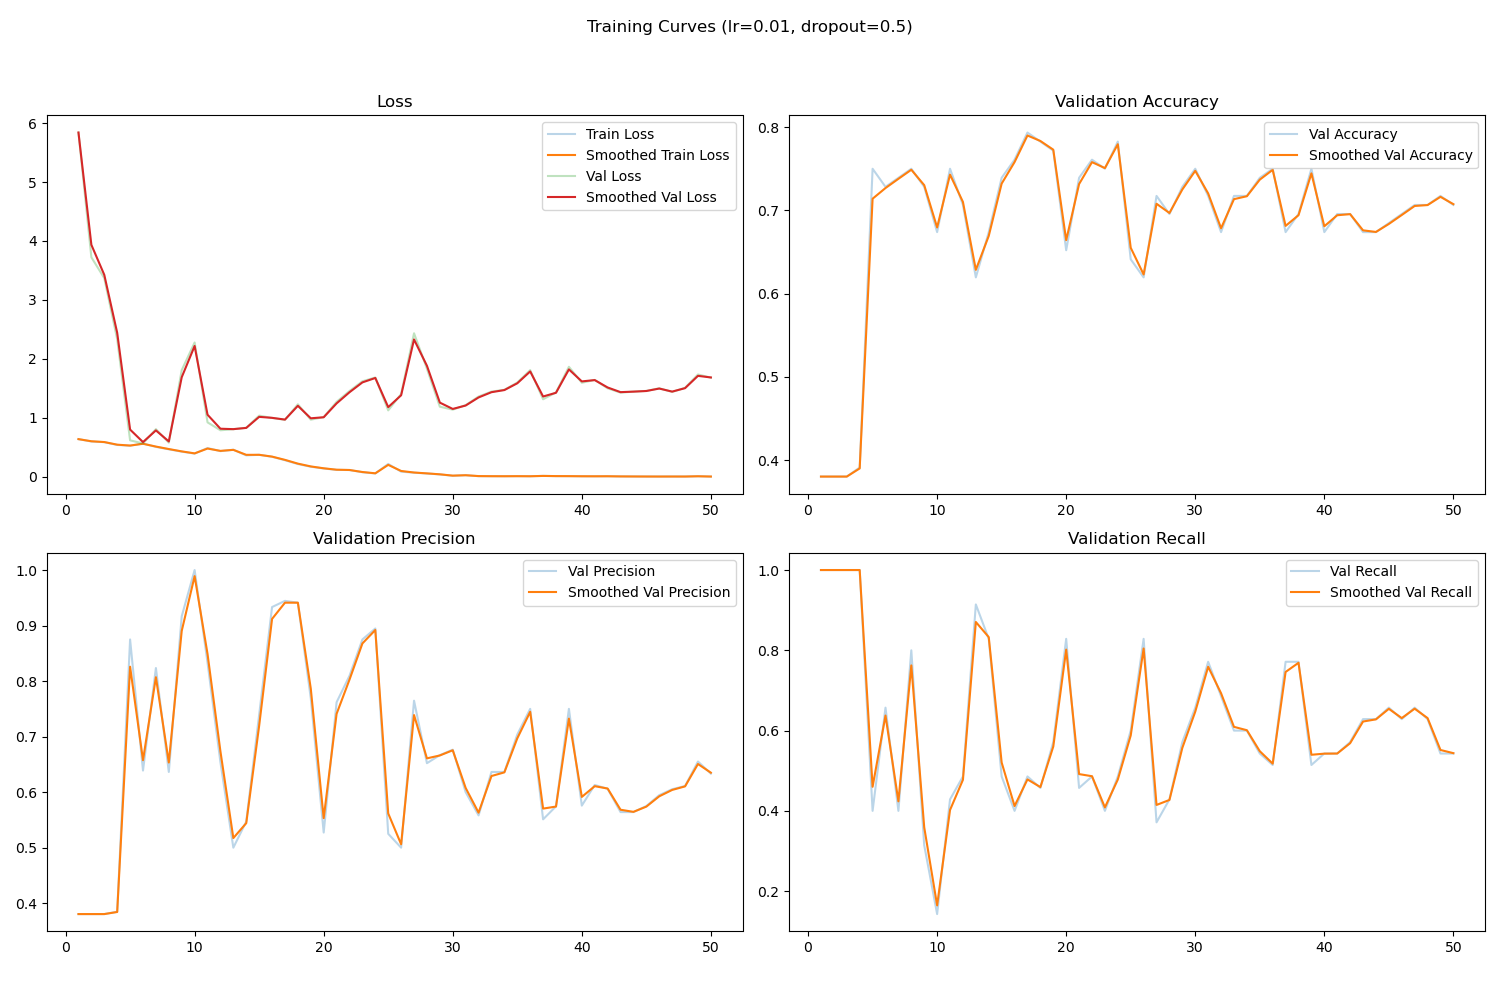 Training Curves (lr=0.01, dropout=0.5)
Loss
Train Loss
Smoothed Train Loss
Val Loss
Smoothed Val Loss
6
5
4
3
2
1
0
0 10 20 30 40 50
Validation Accuracy
Val Accuracy
Smoothed Val Accuracy
0.8
0.7
0.6
0.5
0.4
0 10 20 30 40 50
Validation Precision
Val Precision
Smoothed Val Precision
1.0
0.9
0.8
0.7
0.6
0.5
0.4
0 10 20 30 40 50
Validation Recall
Val Recall
Smoothed Val Recall
1.0
0.8
0.6
0.4
0.2
0 10 20 30 40 50